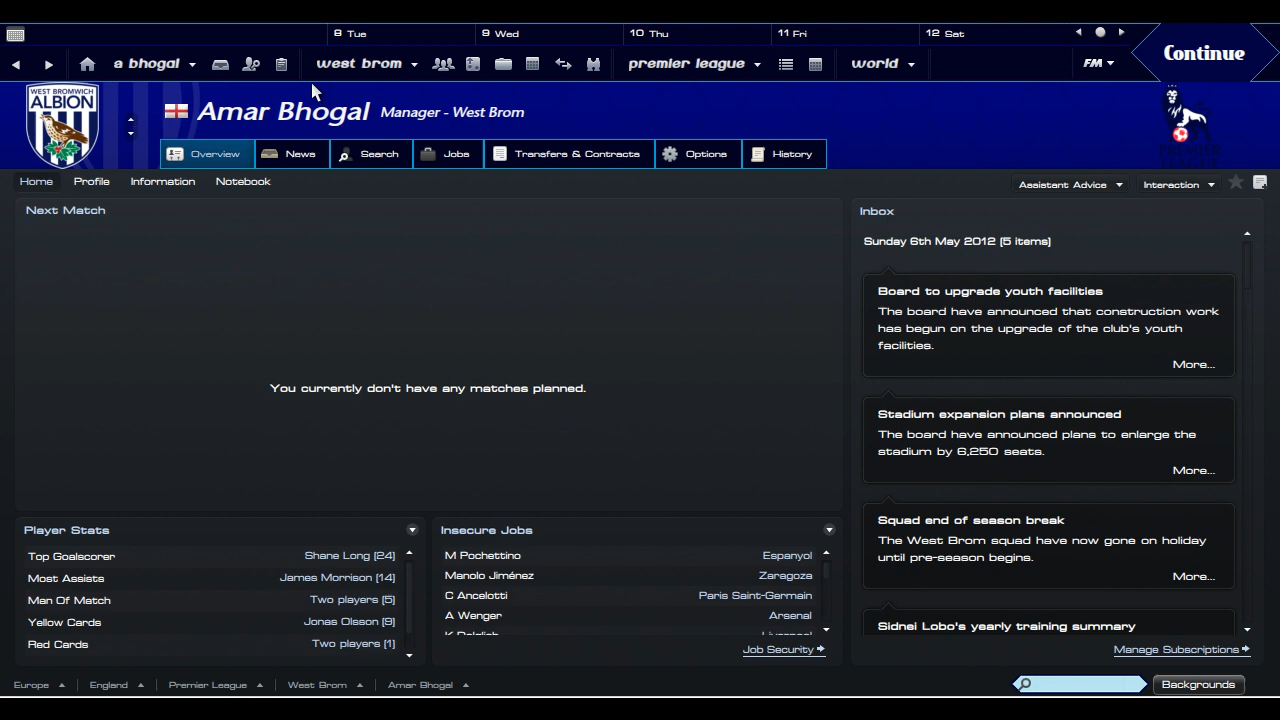 8 Tue
9 Wed
10 Thu
11 Fri
12 Sat
a bhogal
west brom
premier league
world
FM
Continue
WEST BROMWICH
ALBION
Amar Bhogal Manager - West Brom
Overview
News
Search
Jobs
Transfers & Contracts
Options
History
Home
Profile
Information
Notebook
Assistant Advice
Interaction
Next Match
You currently don't have any matches planned.
Inbox
Sunday 6th May 2012 (5 items)
Board to upgrade youth facilities
The board have announced that construction work
has begun on the upgrade of the club's youth
facilities.
More...
Stadium expansion plans announced
The board have announced plans to enlarge the
stadium by 6,250 seats.
More...
Squad end of season break
The West Brom squad have now gone on holiday
until pre-season begins.
More...
Sidnei Lobo's yearly training summary
Manage Subscriptions
Player Stats
Top Goalscorer Shane Long (24)
Most Assists James Morrison (14)
Man Of Match Two players (5)
Yellow Cards Jonas Olsson (9)
Red Cards Two players (1)
Insecure Jobs
M Pochettino Espanyol
Manolo Jiménez Zaragoza
C Ancelotti Paris Saint-Germain
A Wenger Arsenal
Job Security
Europe
England
Premier League
West Brom
Amar Bhogal
Backgrounds